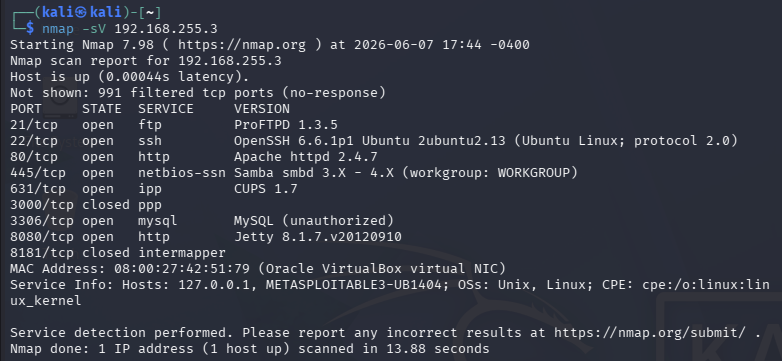 ┌──(kali㉿kali)-[~]
└─$ nmap -sV 192.168.255.3
Starting Nmap 7.98 ( https://nmap.org ) at 2026-06-07 17:44 -0400
Nmap scan report for 192.168.255.3
Host is up (0.00044s latency).
Not shown: 991 filtered tcp ports (no-response)
PORT     STATE  SERVICE     VERSION
21/tcp   open   ftp         ProFTPD 1.3.5
22/tcp   open   ssh         OpenSSH 6.6.1p1 Ubuntu 2ubuntu2.13 (Ubuntu Linux; protocol 2.0)
80/tcp   open   http        Apache httpd 2.4.7
445/tcp  open   netbios-ssn Samba smbd 3.X - 4.X (workgroup: WORKGROUP)
631/tcp  open   ipp         CUPS 1.7
3000/tcp closed ppp
3306/tcp open   mysql       MySQL (unauthorized)
8080/tcp open   http        Jetty 8.1.7.v20120910
8181/tcp closed intermapper
MAC Address: 08:00:27:42:51:79 (Oracle VirtualBox virtual NIC)
Service Info: Hosts: 127.0.0.1, METASPLOITABLE3-UB1404; OSs: Unix, Linux; CPE: cpe:/o:linux:lin
ux_kernel

Service detection performed. Please report any incorrect results at https://nmap.org/submit/ .
Nmap done: 1 IP address (1 host up) scanned in 13.88 seconds